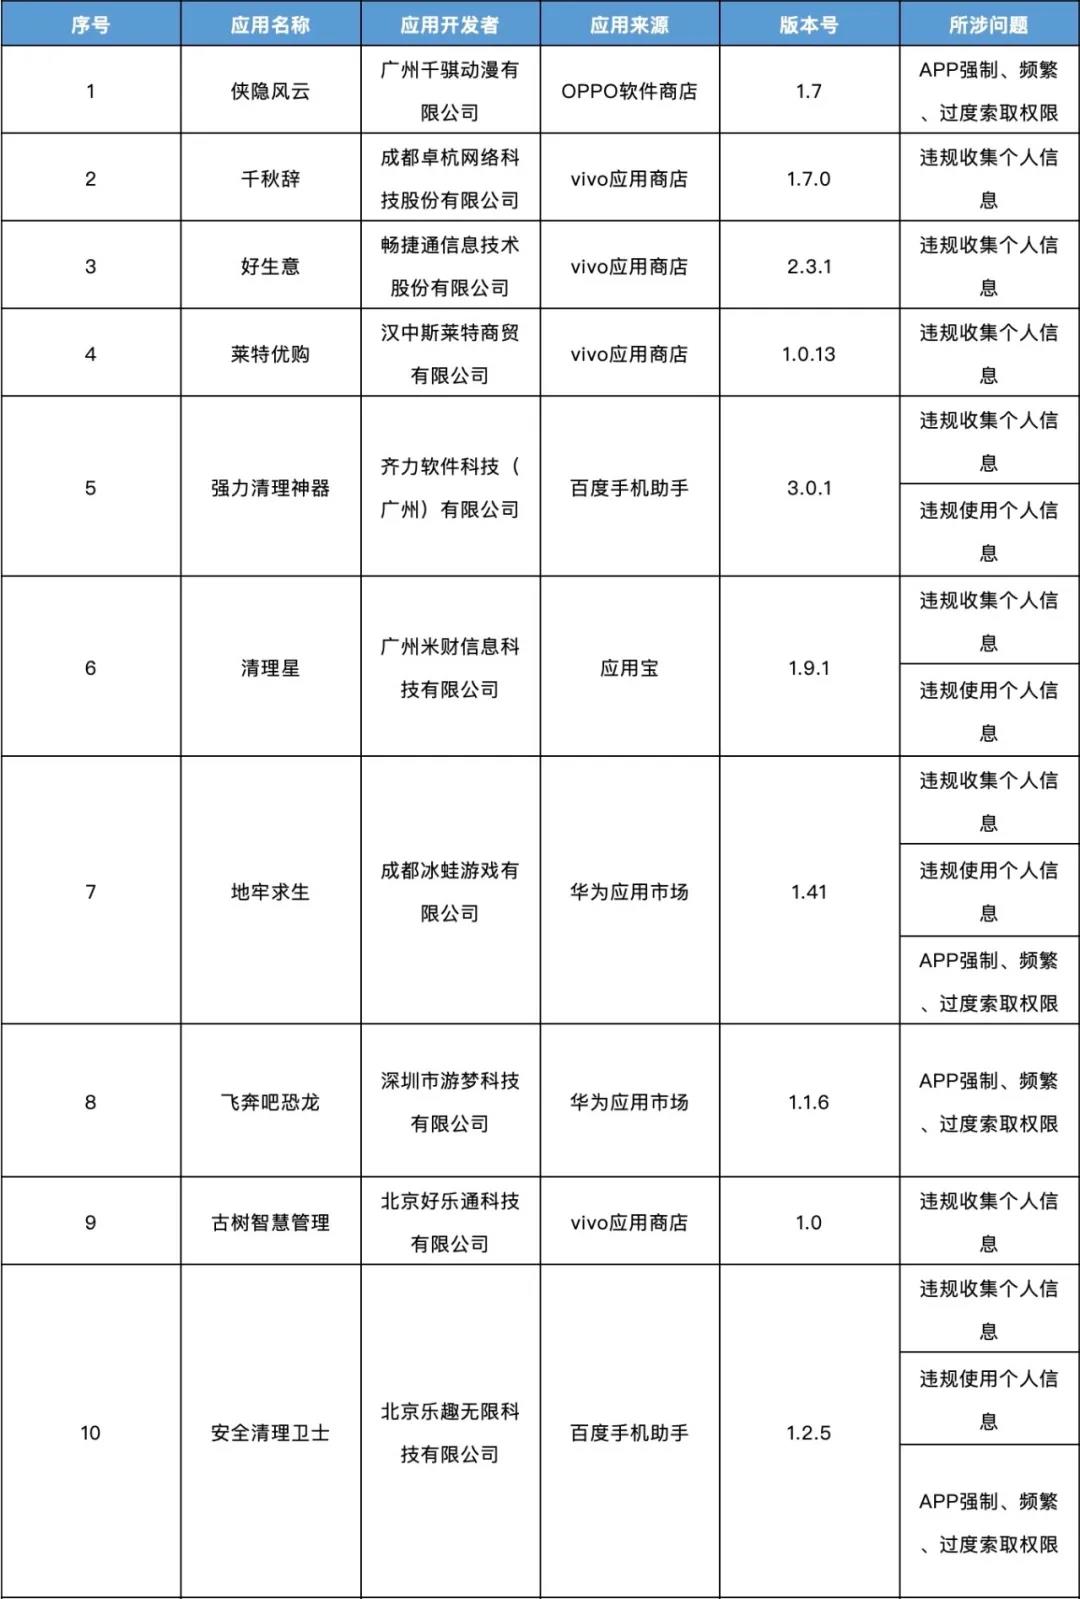 序号 应用名称 应用开发者 应用来源 版本号 所涉问题
1 侠隐风云 广州千骐动漫有
限公司 OPPO软件商店 1.7 APP强制、频繁
、过度索取权限
2 千秋辞 成都卓杭网络科
技股份有限公司 vivo应用商店 1.7.0 违规收集个人信
息
3 好生意 畅捷通信息技术
股份有限公司 vivo应用商店 2.3.1 违规收集个人信
息
4 莱特优购 汉中斯莱特商贸
有限公司 vivo应用商店 1.0.13 违规收集个人信
息
5 强力清理神器 齐力软件科技（
广州）有限公司 百度手机助手 3.0.1 违规收集个人信
息
违规使用个人信
息
6 清理星 广州米财信息科
技有限公司 应用宝 1.9.1 违规收集个人信
息
违规使用个人信
息
7 地牢求生 成都冰蛙游戏有
限公司 华为应用市场 1.41 违规收集个人信
息
违规使用个人信
息
APP强制、频繁
、过度索取权限
8 飞奔吧恐龙 深圳市游梦科技
有限公司 华为应用市场 1.1.6 APP强制、频繁
、过度索取权限
9 古树智慧管理 北京好乐通科技
有限公司 vivo应用商店 1.0 违规收集个人信
息
10 安全清理卫士 北京乐趣无限科
技有限公司 百度手机助手 1.2.5 违规收集个人信
息
违规使用个人信
息
APP强制、频繁
、过度索取权限